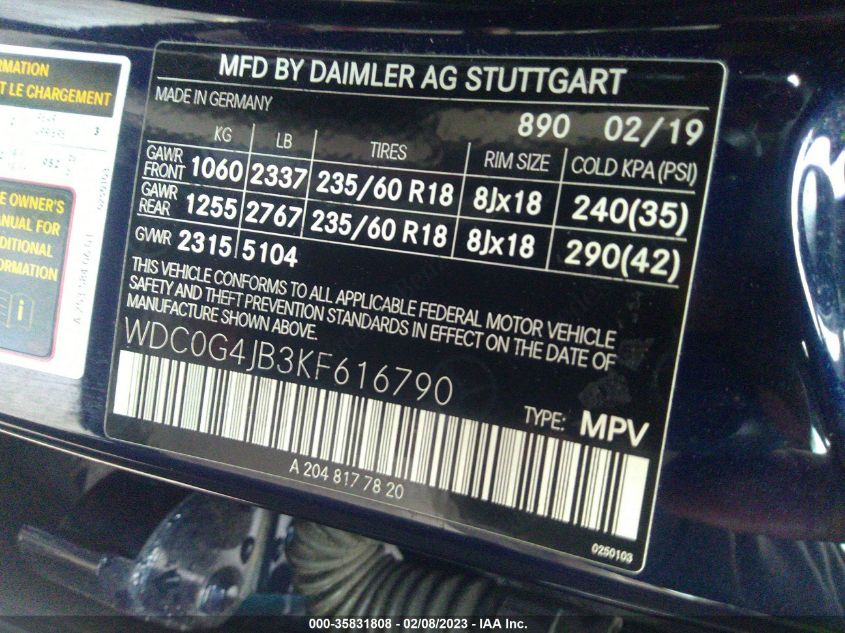 RMATION
T LE CHARGEMENT
E OWNER'S
ANUAL FOR
DDITIONAL
FORMATION
MFD BY DAIMLER AG STUTTGART
MADE IN GERMANY
890 02/19
KG LB TIRES RIM SIZE COLD KPA (PSI)
GAWR FRONT 1060 2337 235/60 R18 8Jx18 240(35)
GAWR REAR 1255 2767 235/60 R18 8Jx18 290(42)
GVWR 2315 5104
THIS VEHICLE CONFORMS TO ALL APPLICABLE FEDERAL MOTOR VEHICLE
SAFETY AND THEFT PREVENTION STANDARDS IN EFFECT ON THE DATE OF
MANUFACTURE SHOWN ABOVE.
WDC0G4JB3KF616790
TYPE: MPV
A 204 817 78 20
0250103
000-35831808 - 02/08/2023 - IAA Inc.